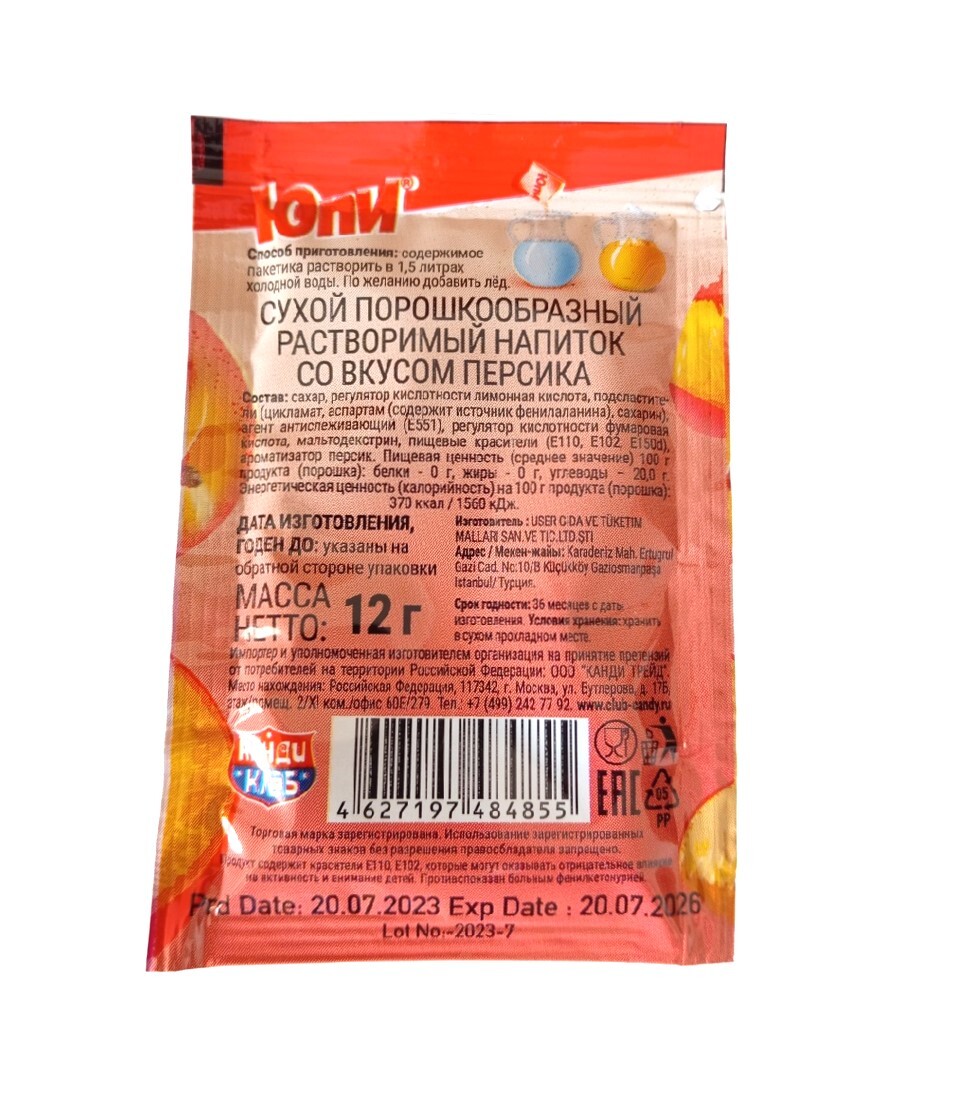 Юпи®
Юпи
Способ приготовления: содержимое
пакетика растворить в 1,5 литрах
холодной воды. По желанию добавить лёд.
СУХОЙ ПОРОШКООБРАЗНЫЙ
РАСТВОРИМЫЙ НАПИТОК
СО ВКУСОМ ПЕРСИКА
Состав: сахар, регулятор кислотности лимонная кислота, подсластите-
ли (цикламат, аспартам (содержит источник фенилаланина), сахарин),
агент антислеживающий (Е551), регулятор кислотности фумаровая
кислота, мальтодекстрин, пищевые красители (Е110, Е102, Е150d),
ароматизатор персик. Пищевая ценность (среднее значение) 100 г
продукта (порошка): белки - 0 г, жиры - 0 г, углеводы - 20,0 г.
Энергетическая ценность (калорийность) на 100 г продукта (порошка):
370 ккал / 1560 кДж.
ДАТА ИЗГОТОВЛЕНИЯ,
ГОДЕН ДО: указаны на
обратной стороне упаковки
МАССА
НЕТТО: 12 г
Изготовитель : USER GIDA VE TÜKETIM
MALLARI SAN.VE TIC.LTD.ŞTI
Адрес / Мекен-жайы: Karadeniz Mah. Ertugrul
Gazi Cad. No:10/B Küçükköy Gaziosmanpaşa
Istanbul/ Турция.
Срок годности: 36 месяцев с даты
изготовления. Условия хранения: хранить
в сухом прохладном месте.
Импортер и уполномоченная изготовителем организация на принятие претензий
от потребителей на территории Российской Федерации: ООО "КАНДИ ТРЕЙД".
Место нахождения: Российская Федерация, 117342, г. Москва, ул. Бутлерова, д. 17Б,
этаж/помещ. 2/XI ком./офис 60Е/279. Тел.: +7 (499) 242 77 92. www.club-candy.ru
КАНДИ
КЛАБ
4 627197 484855
EAC
05
PP
Торговая марка зарегистрирована. Использование зарегистрированных
товарных знаков без разрешения правообладателя запрещено.
Продукт содержит красители Е110, Е102, которые могут оказывать отрицательное влияние
на активность и внимание детей. Противопоказан больным фенилкетонурией.
Prd Date: 20.07.2023 Exp Date : 20.07.2026
Lot No:-2023-7